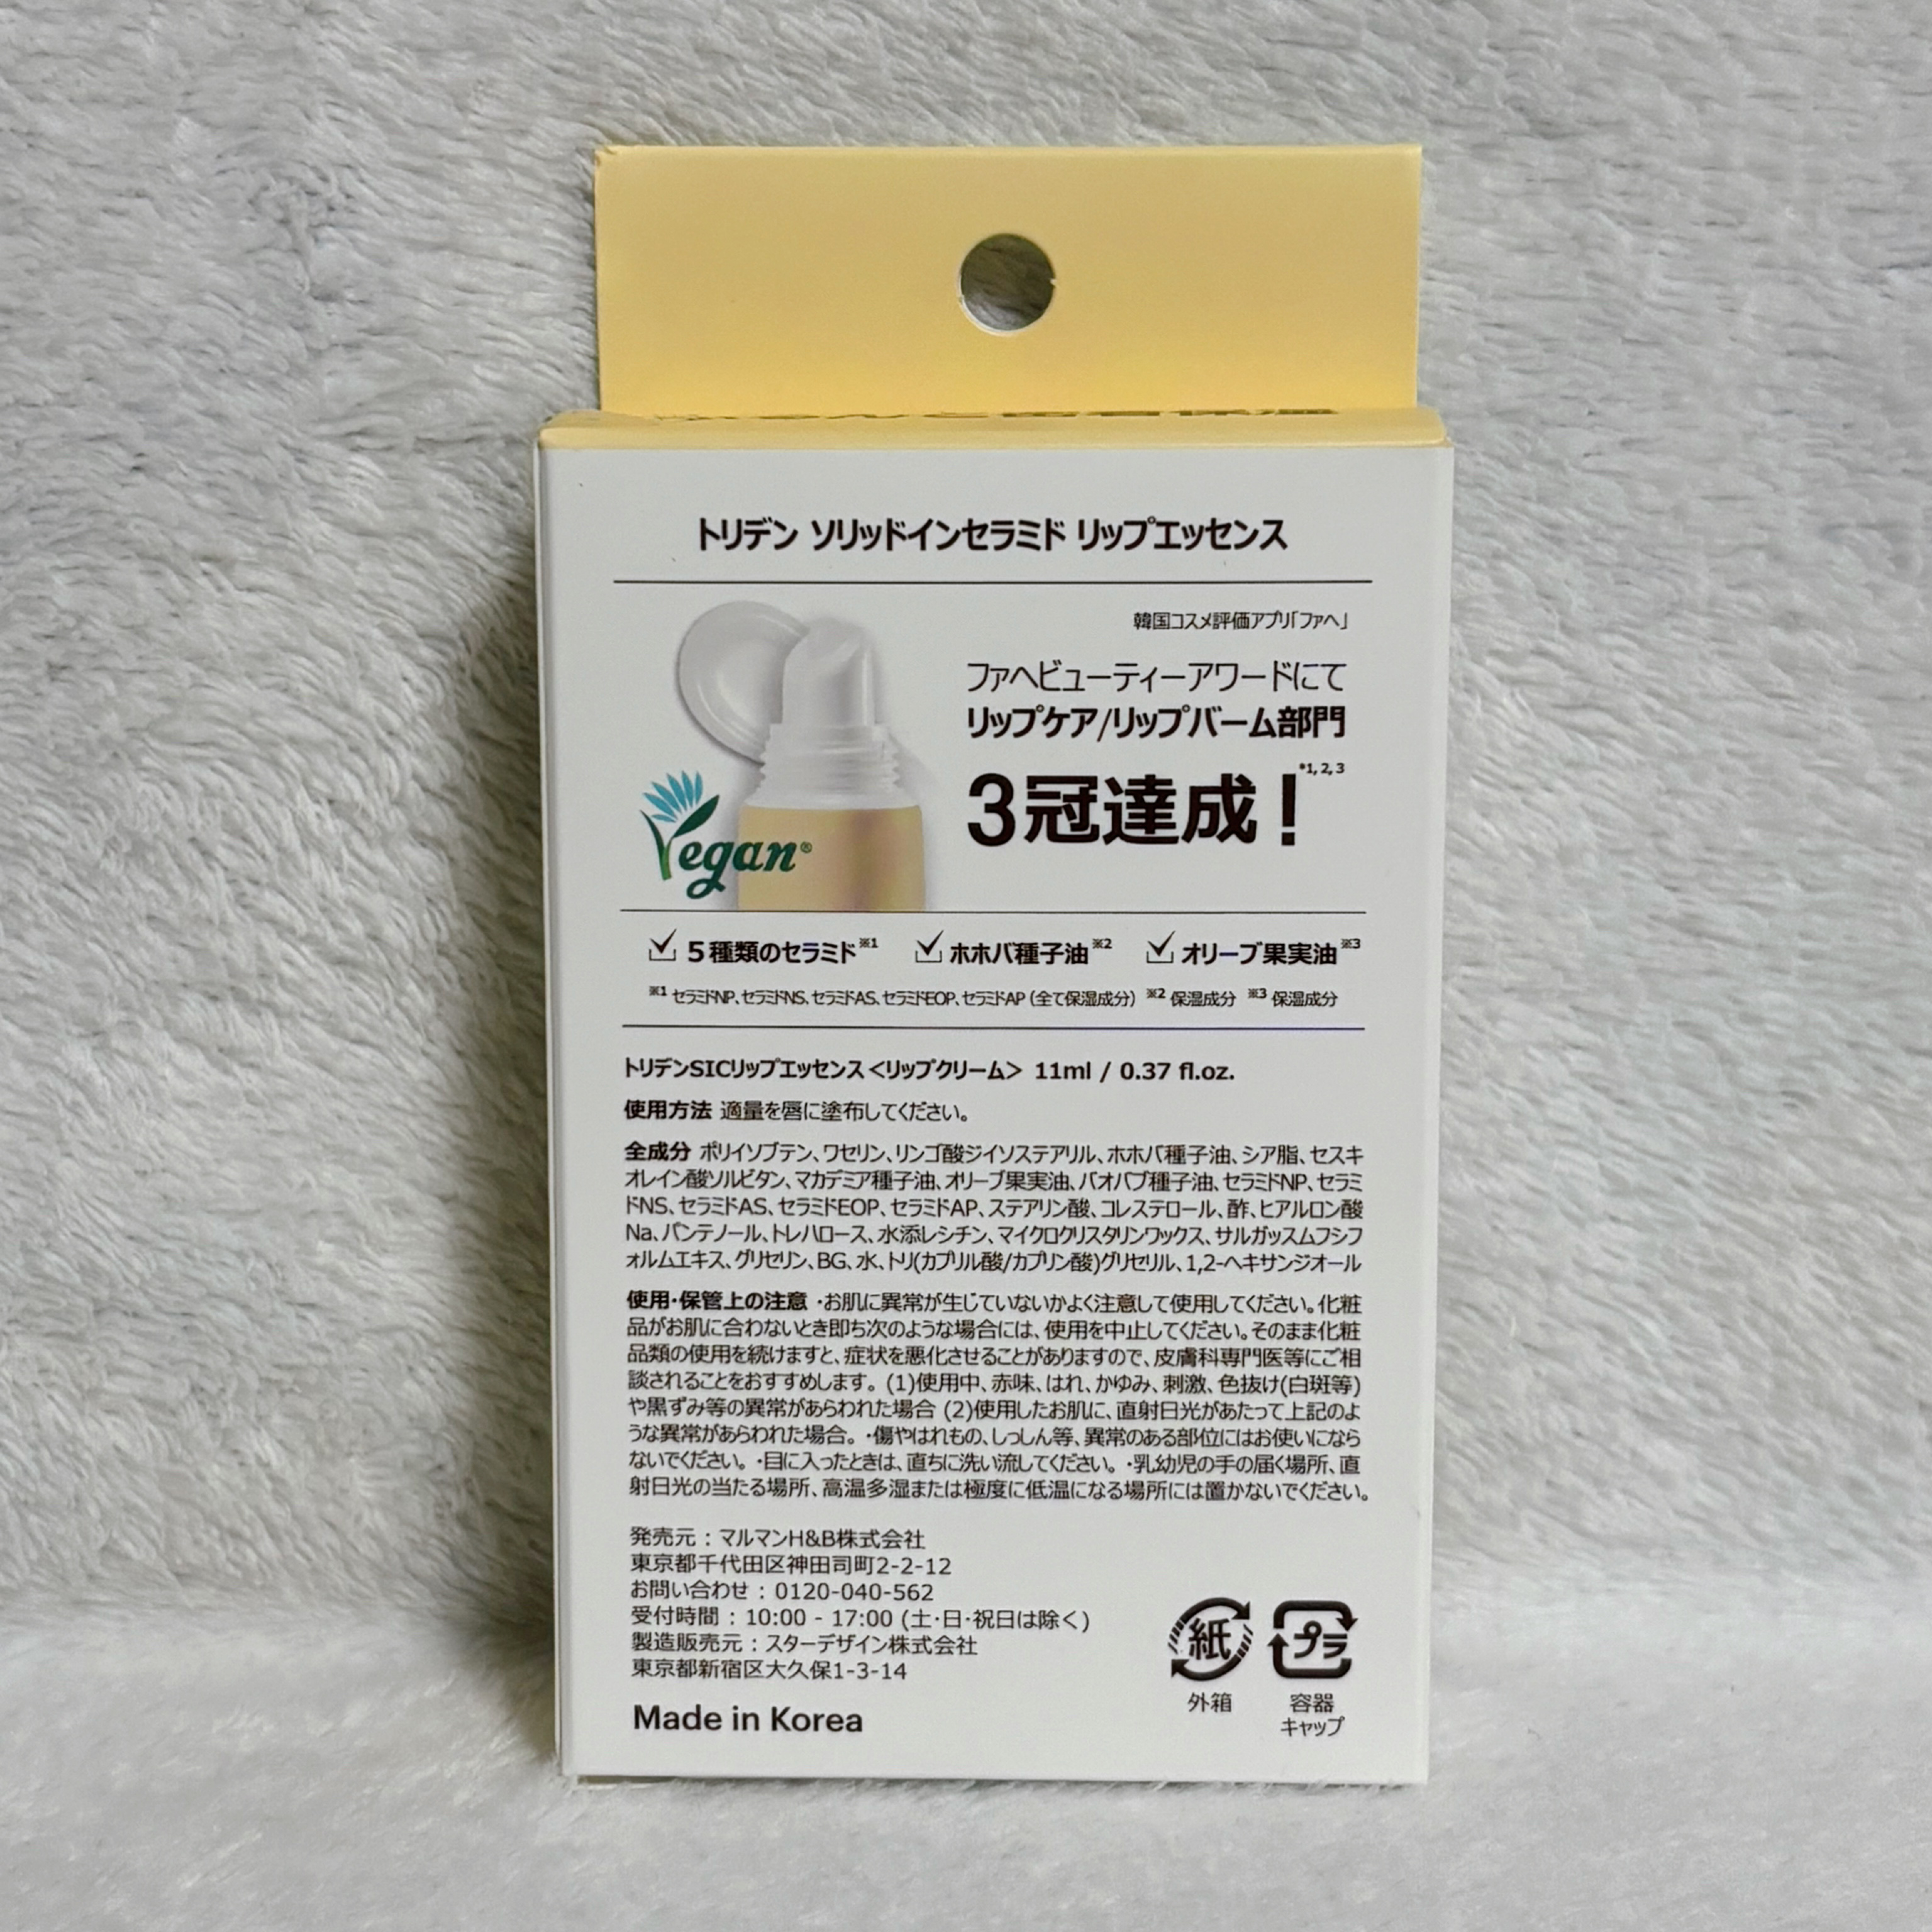 トリデン ソリッドインセラミド リップエッセンス
韓国コスメ評価アプリ「ファヘ」
ファヘビューティーアワードにて
リップケア/リップバーム部門
3冠達成！*1, 2, 3
Vegan®
5種類のセラミド※1 ホホバ種子油※2 オリーブ果実油※3
※1 セラミドNP、セラミドNS、セラミドAS、セラミドEOP、セラミドAP（全て保湿成分） ※2 保湿成分 ※3 保湿成分
トリデンSICリップエッセンス＜リップクリーム＞ 11ml / 0.37 fl.oz.
使用方法 適量を唇に塗布してください。
全成分 ポリイソブテン、ワセリン、リンゴ酸ジイソステアリル、ホホバ種子油、シア脂、セスキ
オレイン酸ソルビタン、マカデミア種子油、オリーブ果実油、バオバブ種子油、セラミドNP、セラミ
ドNS、セラミドAS、セラミドEOP、セラミドAP、ステアリン酸、コレステロール、酢、ヒアルロン酸
Na、パンテノール、トレハロース、水添レシチン、マイクロクリスタリンワックス、サルガッスムフシフ
ォルムエキス、グリセリン、BG、水、トリ(カプリル酸/カプリン酸)グリセリル、1,2-ヘキサンジオール
使用・保管上の注意 ・お肌に異常が生じていないかよく注意して使用してください。化粧
品がお肌に合わないとき即ち次のような場合には、使用を中止してください。そのまま化粧
品類の使用を続けますと、症状を悪化させることがありますので、皮膚科専門医等にご相
談されることをおすすめします。(1)使用中、赤味、はれ、かゆみ、刺激、色抜け(白斑等)
や黒ずみ等の異常があらわれた場合 (2)使用したお肌に、直射日光があたって上記のよ
うな異常があらわれた場合。・傷やはれもの、しっしん等、異常のある部位にはお使いになら
ないでください。・目に入ったときは、直ちに洗い流してください。・乳幼児の手の届く場所、直
射日光の当たる場所、高温多湿または極度に低温になる場所には置かないでください。
発売元：マルマンH&B株式会社
東京都千代田区神田司町2-2-12
お問い合わせ：0120-040-562
受付時間：10:00 - 17:00 (土・日・祝日は除く)
製造販売元：スターデザイン株式会社
東京都新宿区大久保1-3-14
Made in Korea
紙 プラ
外箱 容器
キャップ